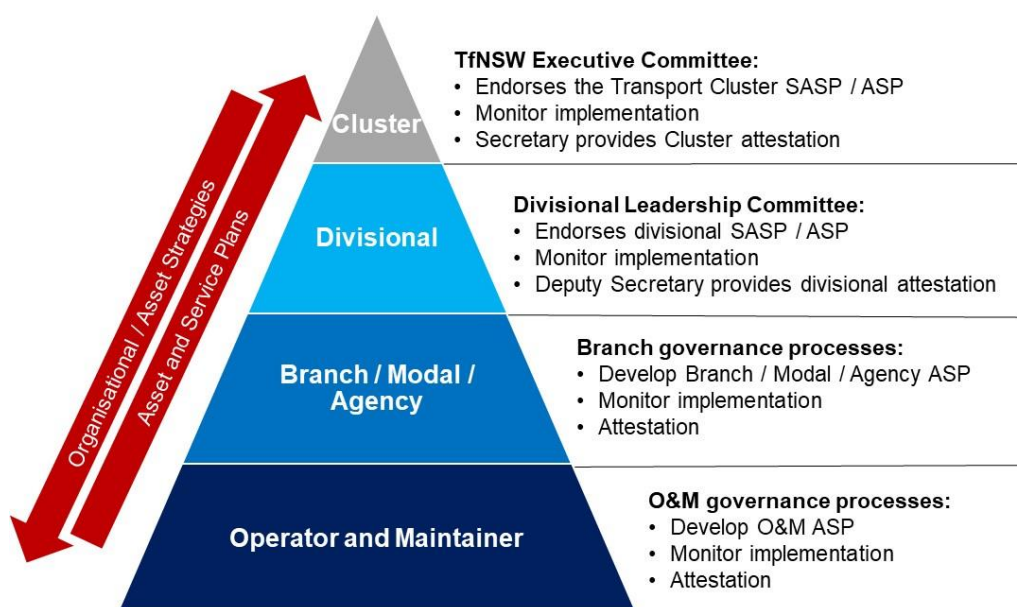 TfNSW Executive Committee:
• Endorses the Transport Cluster SASP / ASP
• Monitor implementation
• Secretary provides Cluster attestation
Cluster
Divisional Leadership Committee:
• Endorses divisional SASP / ASP
• Monitor implementation
• Deputy Secretary provides divisional attestation
Divisional
Organisational / Asset Strategies
Asset and Service Plans
Branch governance processes:
• Develop Branch / Modal / Agency ASP
• Monitor implementation
• Attestation
Branch / Modal /
Agency
O&M governance processes:
• Develop O&M ASP
• Monitor implementation
• Attestation
Operator and Maintainer